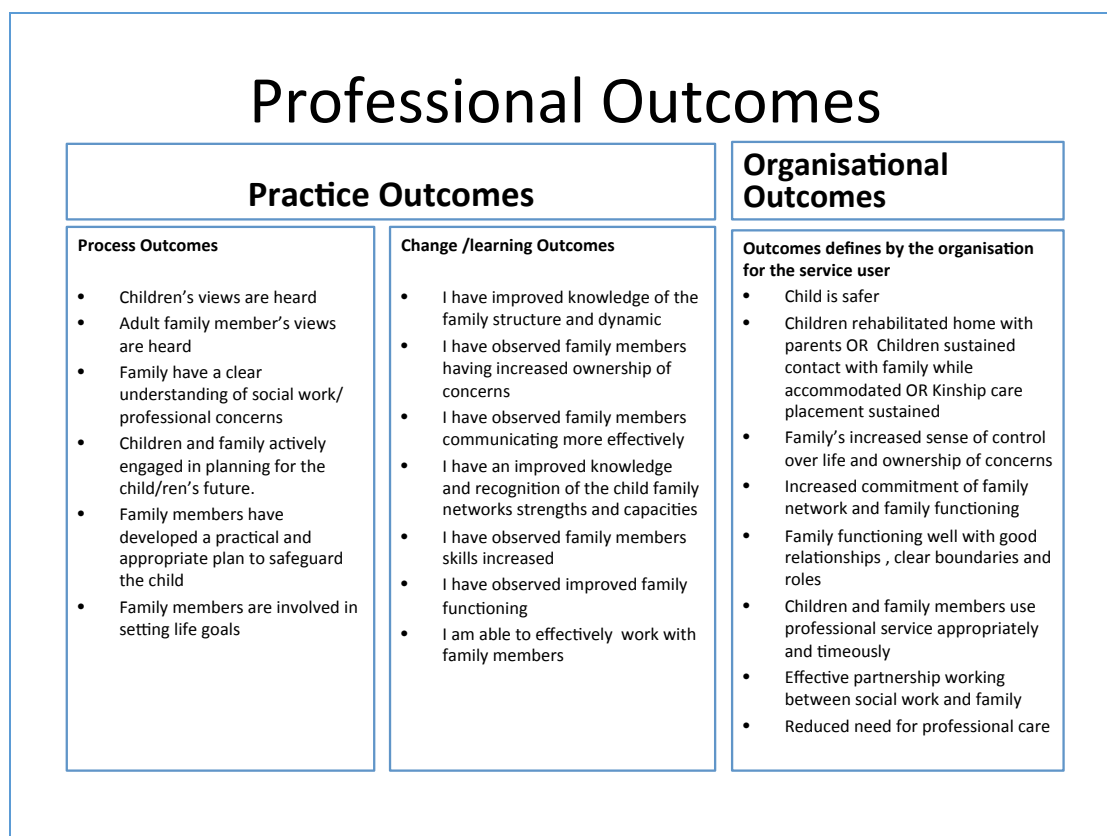 Professional Outcomes
Practice Outcomes
Organisational
Outcomes
Process Outcomes
• Children’s views are heard
• Adult family member’s views
are heard
• Family have a clear
understanding of social work/
professional concerns
• Children and family actively
engaged in planning for the
child/ren’s future.
• Family members have
developed a practical and
appropriate plan to safeguard
the child
• Family members are involved in
setting life goals
Change /learning Outcomes
• I have improved knowledge of the
family structure and dynamic
• I have observed family members
having increased ownership of
concerns
• I have observed family members
communicating more effectively
• I have an improved knowledge
and recognition of the child family
networks strengths and capacities
• I have observed family members
skills increased
• I have observed improved family
functioning
• I am able to effectively work with
family members
Outcomes defines by the organisation
for the service user
• Child is safer
• Children rehabilitated home with
parents OR Children sustained
contact with family while
accommodated OR Kinship care
placement sustained
• Family’s increased sense of control
over life and ownership of concerns
• Increased commitment of family
network and family functioning
• Family functioning well with good
relationships , clear boundaries and
roles
• Children and family members use
professional service appropriately
and timeously
• Effective partnership working
between social work and family
• Reduced need for professional care